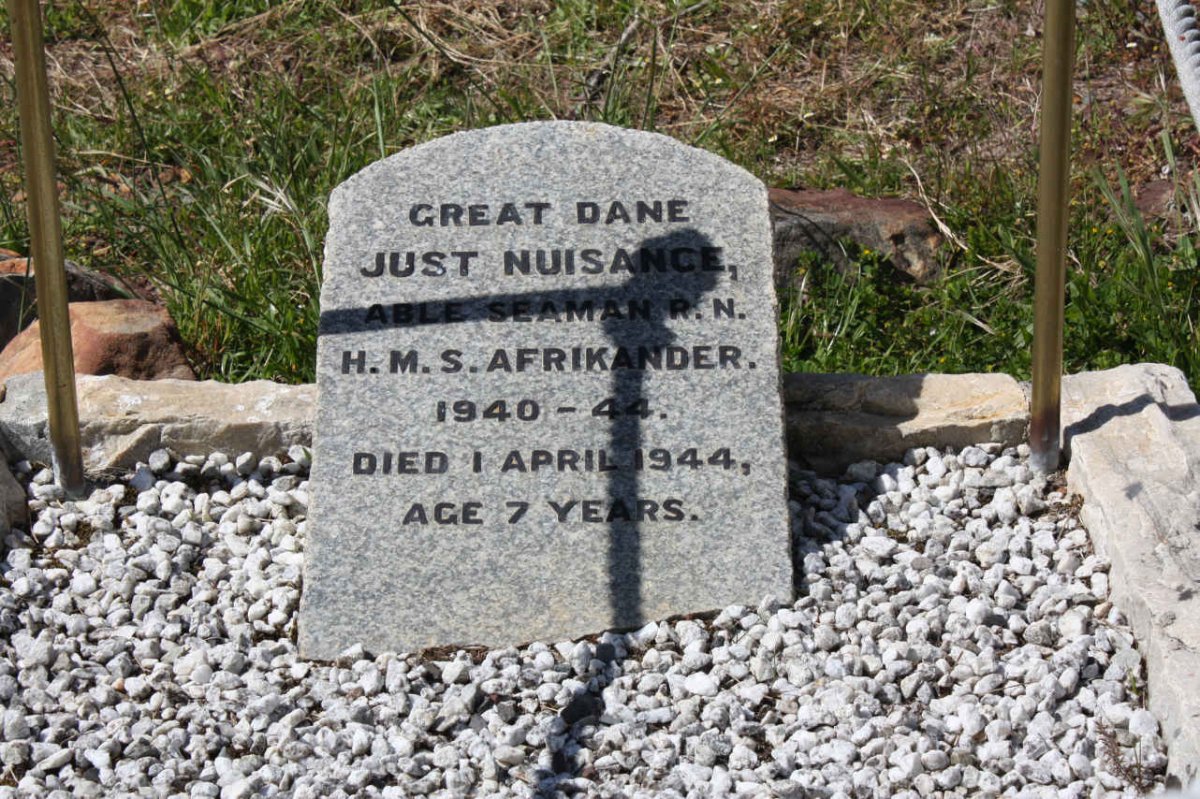 GREAT DANE
JUST NUISANCE,
ABLE SEAMAN R.N.
H.M.S. AFRIKANDER.
1940 - 44.
DIED 1 APRIL 1944,
AGE 7 YEARS.